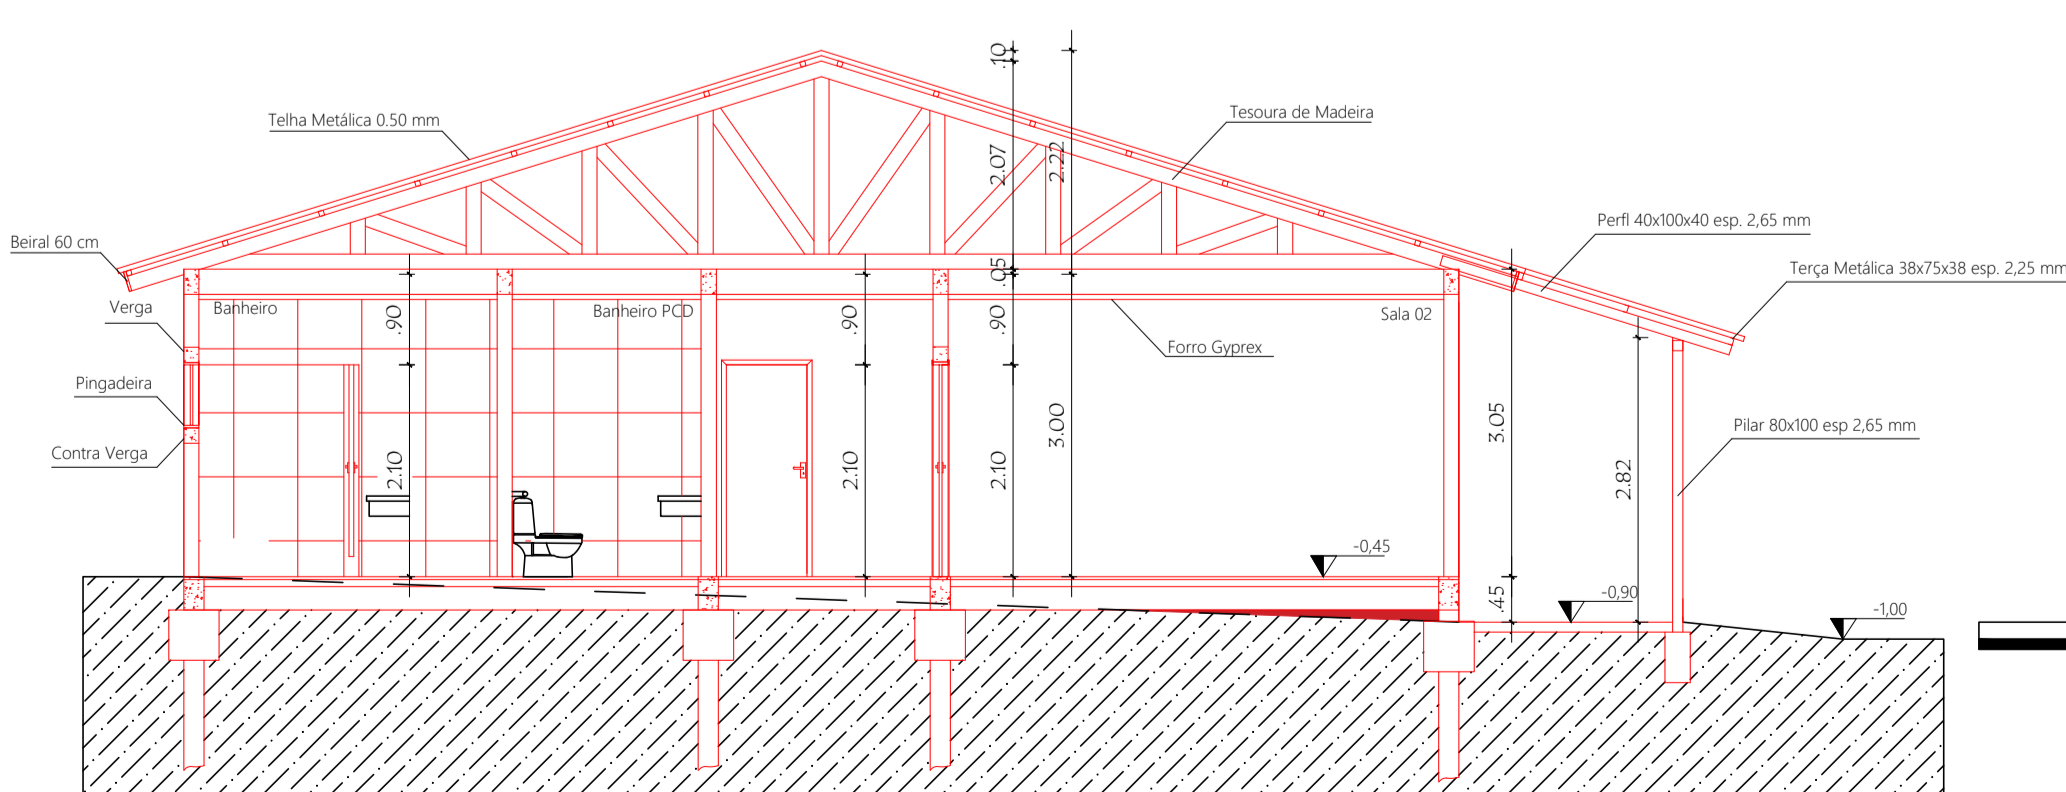 .10
Telha Metálica 0.50 mm
Tesoura de Madeira
2.07
2.22
Perfl 40x100x40 esp. 2,65 mm
Beiral 60 cm
Terça Metálica 38x75x38 esp. 2,25 mm
.05
Verga
Banheiro
.90
Banheiro PCD
.90
.90
Sala 02
Forro Gyprex
Pingadeira
Contra Verga
2.10
2.10
2.10
3.00
3.05
2.82
Pilar 80x100 esp 2,65 mm
-0,45
.45
-0,90
-1,00